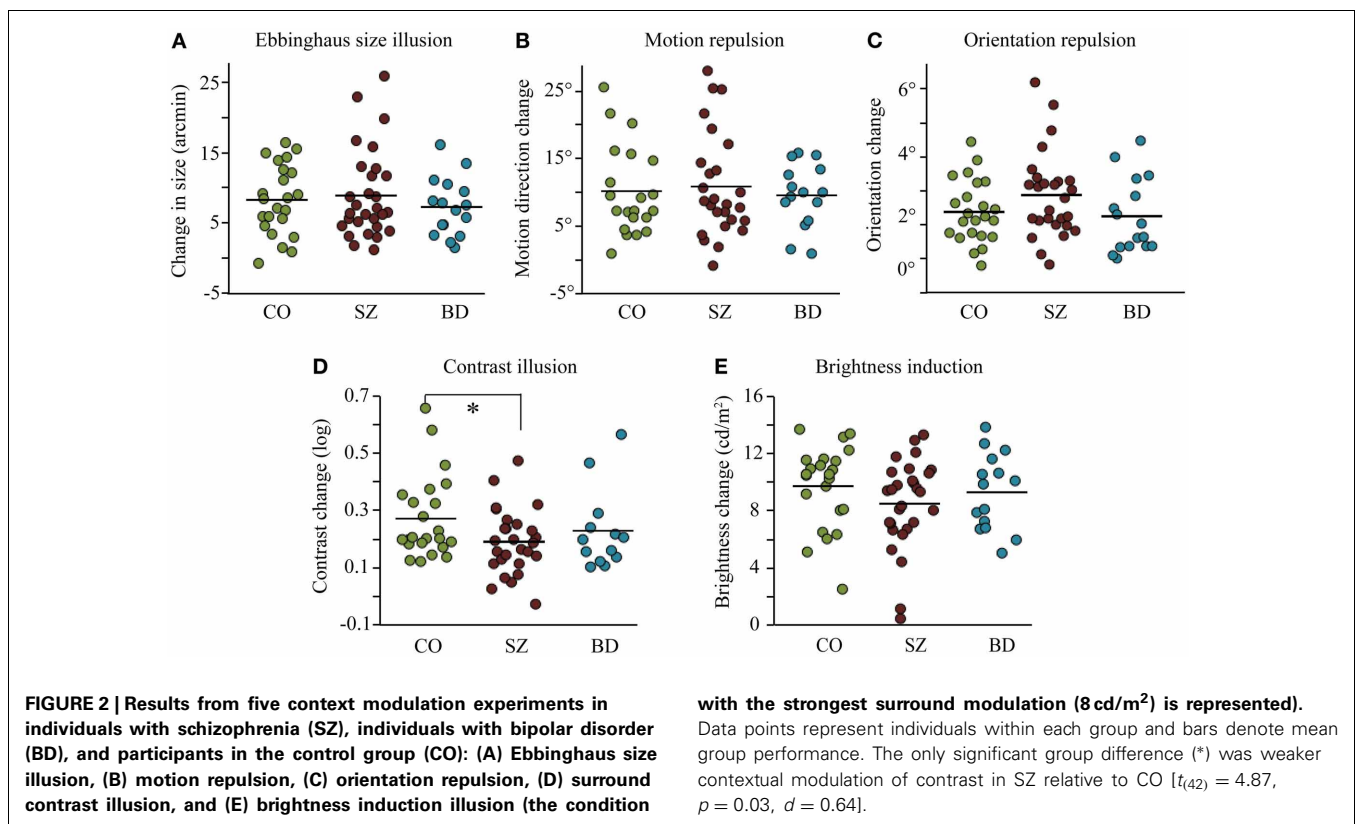 A
Ebbinghaus size illusion
Change in size (arcmin)
25
15
5
-5
CO SZ BD
B
Motion repulsion
Motion direction change
25°
15°
5°
-5°
CO SZ BD
C
Orientation repulsion
Orientation change
6°
4°
2°
0°
CO SZ BD
D
Contrast illusion
Contrast change (log)
0.7
0.5
0.3
0.1
-0.1
*
CO SZ BD
E
Brightness induction
Brightness change (cd/m²)
16
12
8
4
0
CO SZ BD
FIGURE 2 | Results from five context modulation experiments in
individuals with schizophrenia (SZ), individuals with bipolar disorder
(BD), and participants in the control group (CO): (A) Ebbinghaus size
illusion, (B) motion repulsion, (C) orientation repulsion, (D) surround
contrast illusion, and (E) brightness induction illusion (the condition
with the strongest surround modulation (8 cd/m²) is represented).
Data points represent individuals within each group and bars denote mean
group performance. The only significant group difference (*) was weaker
contextual modulation of contrast in SZ relative to CO [t(42) = 4.87,
p = 0.03, d = 0.64].